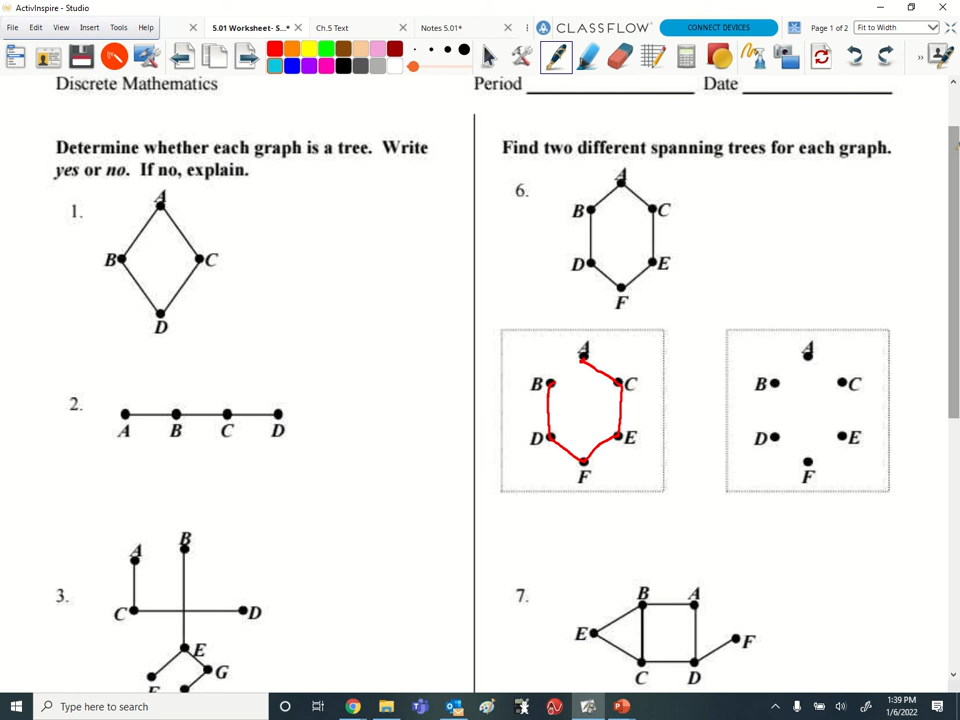 ActivInspire - Studio
File Edit View Insert Tools Help
5.01 Worksheet- S...*
Ch.5 Text
Notes 5.01*
CLASSFLOW
CONNECT DEVICES
Page 1 of 2
Fit to Width
Discrete Mathematics
Period
Date
Determine whether each graph is a tree. Write
yes or no. If no, explain.
1.
A
B
C
D
2.
A B C D
3.
A
B
C
D
E
G
Find two different spanning trees for each graph.
6.
A
B
C
D
E
F
A
B
C
D
E
F
A
B
C
D
E
F
7.
B
A
E
F
C
D
Type here to search
1:39 PM
1/6/2022